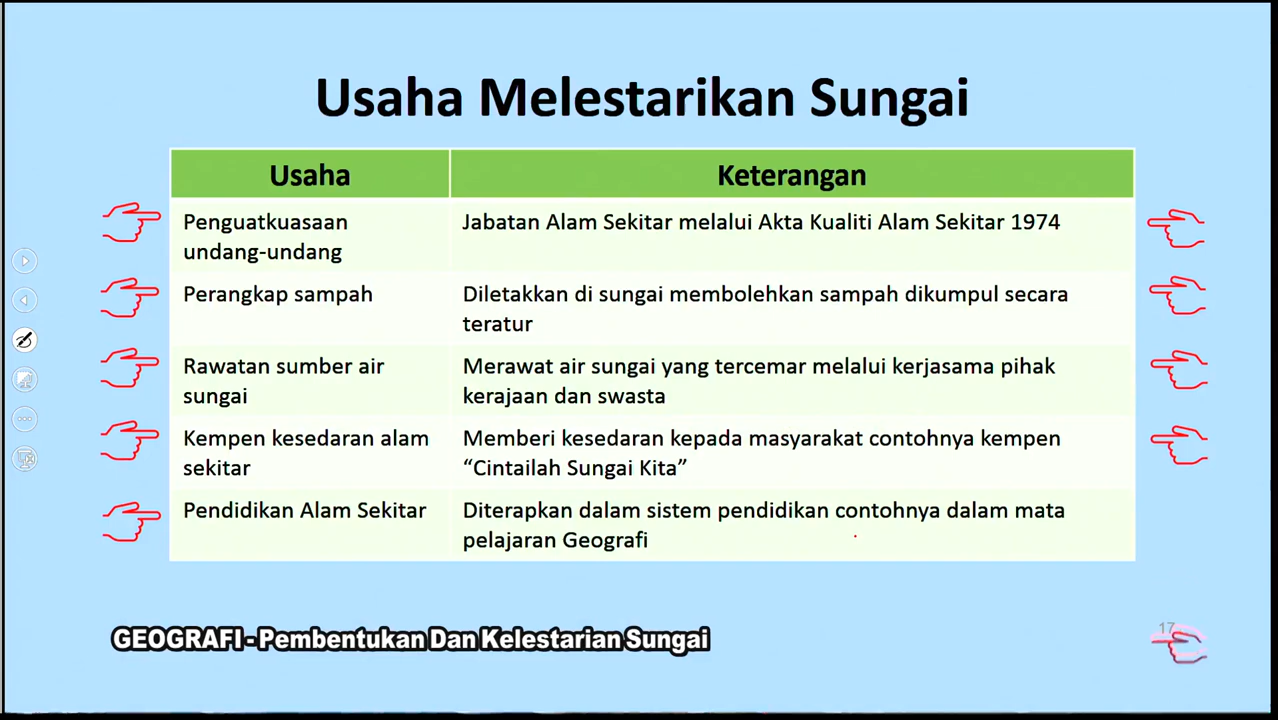 Usaha Melestarikan Sungai
Usaha
Keterangan
Penguatkuasaan
undang-undang
Jabatan Alam Sekitar melalui Akta Kualiti Alam Sekitar 1974
Perangkap sampah
Diletakkan di sungai membolehkan sampah dikumpul secara
teratur
Rawatan sumber air
sungai
Merawat air sungai yang tercemar melalui kerjasama pihak
kerajaan dan swasta
Kempen kesedaran alam
sekitar
Memberi kesedaran kepada masyarakat contohnya kempen
“Cintailah Sungai Kita”
Pendidikan Alam Sekitar
Diterapkan dalam sistem pendidikan contohnya dalam mata
pelajaran Geografi
GEOGRAFI - Pembentukan Dan Kelestarian Sungai
17